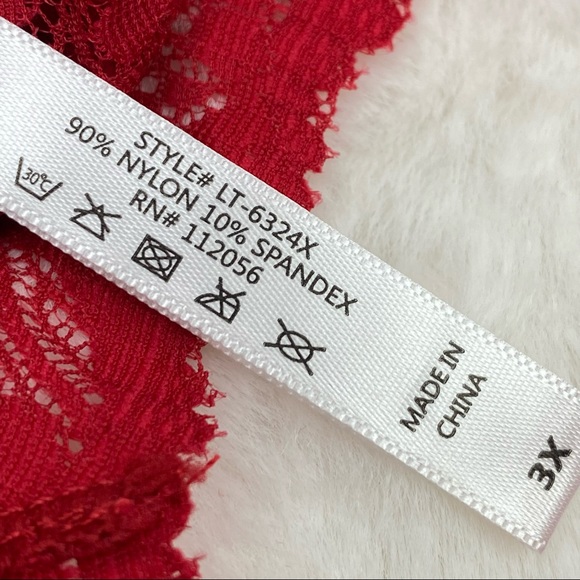 STYLE# LT-6324X
90% NYLON 10% SPANDEX
RN# 112056
30℃
MADE IN
CHINA
3X